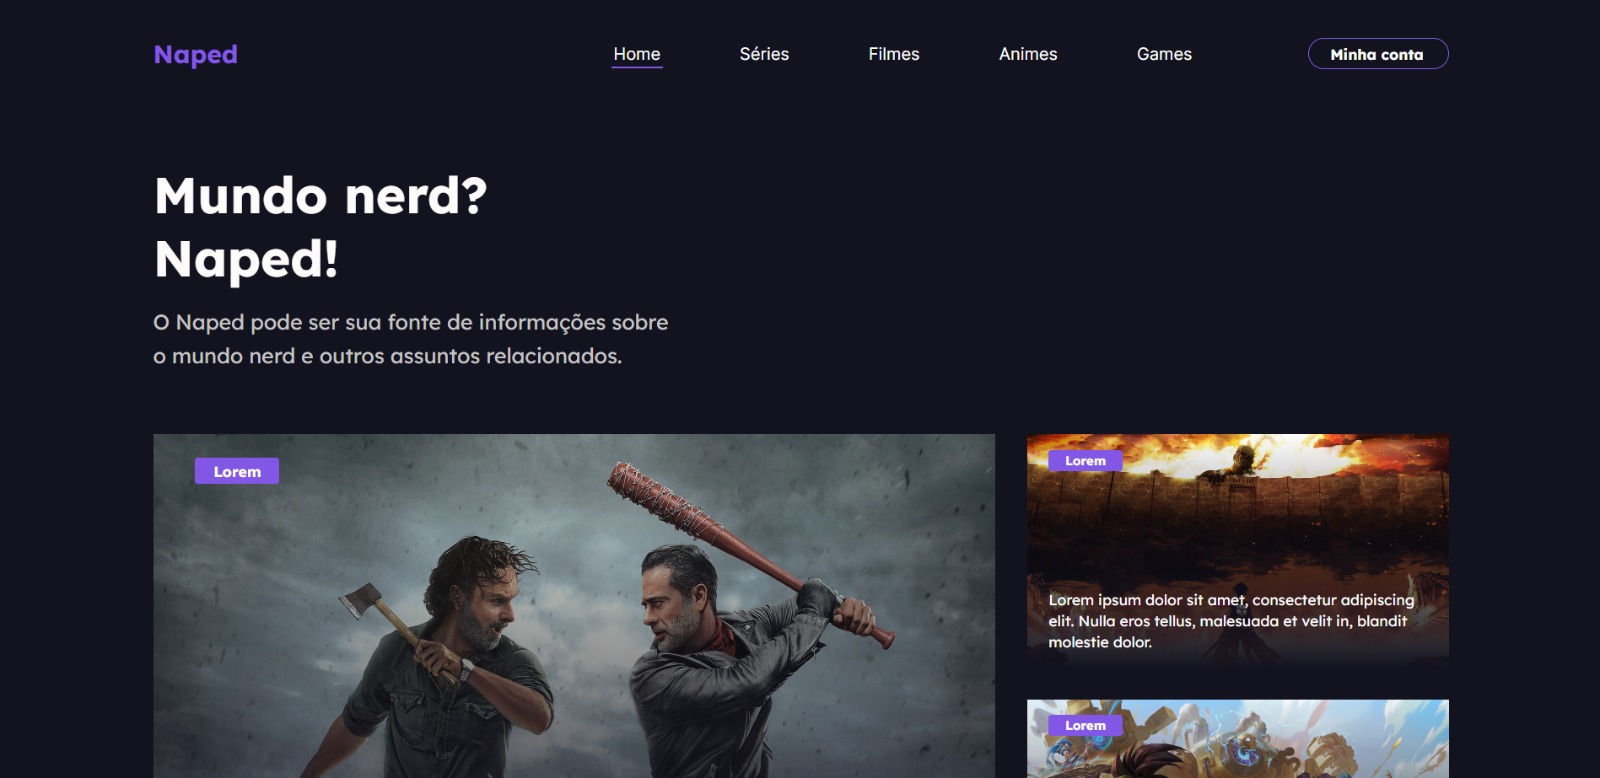 Naped
Home
Séries
Filmes
Animes
Games
Minha conta
Mundo nerd?
Naped!
O Naped pode ser sua fonte de informações sobre
o mundo nerd e outros assuntos relacionados.
Lorem
Lorem
Lorem ipsum dolor sit amet, consectetur adipiscing
elit. Nulla eros tellus, malesuada et velit in, blandit
molestie dolor.
Lorem